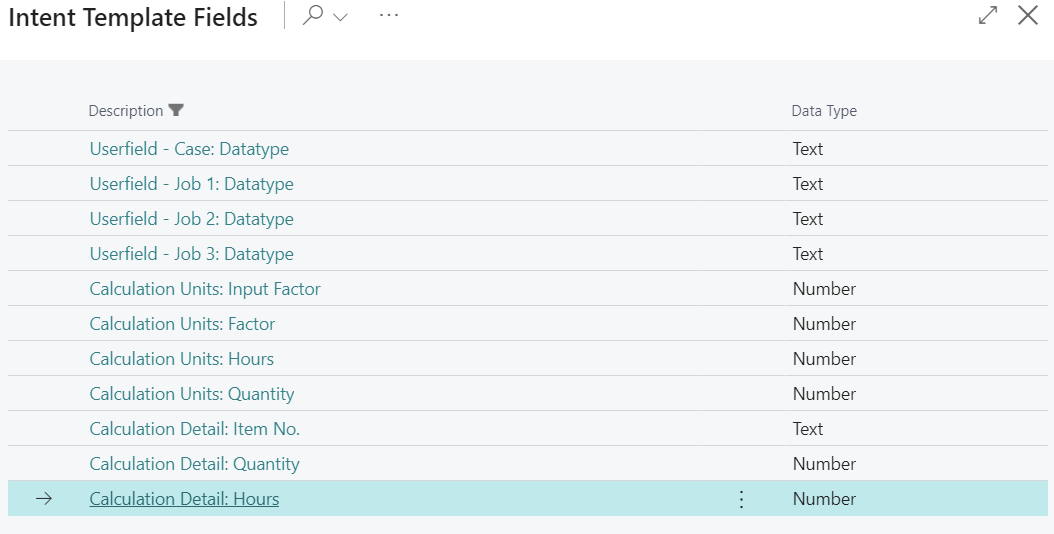 Intent Template Fields
Description Data Type
Userfield - Case: Datatype Text
Userfield - Job 1: Datatype Text
Userfield - Job 2: Datatype Text
Userfield - Job 3: Datatype Text
Calculation Units: Input Factor Number
Calculation Units: Factor Number
Calculation Units: Hours Number
Calculation Units: Quantity Number
Calculation Detail: Item No. Text
Calculation Detail: Quantity Number
Calculation Detail: Hours Number